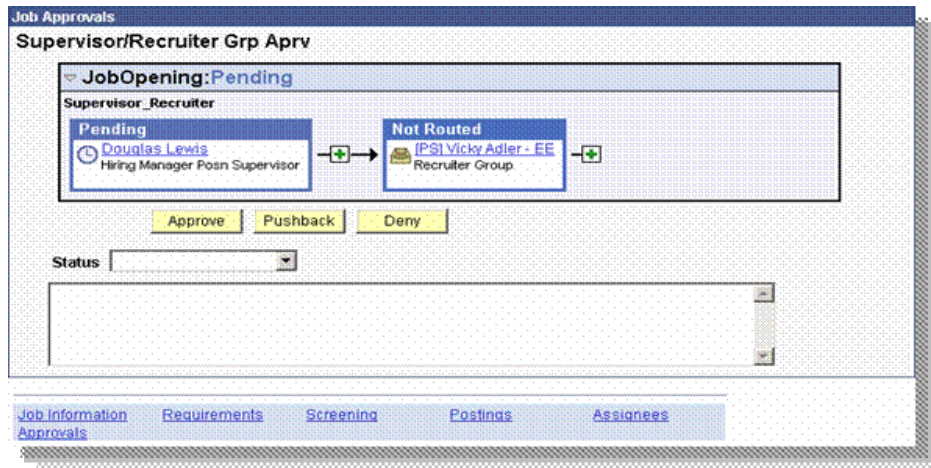 Job Approvals
Supervisor/Recruiter Grp Aprv
JobOpening:Pending
Supervisor_Recruiter
Pending
Douglas Lewis
Hiring Manager Posn Supervisor
Not Routed
[PS] Vicky Adler - EE
Recruiter Group
Approve Pushback Deny
Status
Job Information Requirements Screening Postings Assignees
Approvals